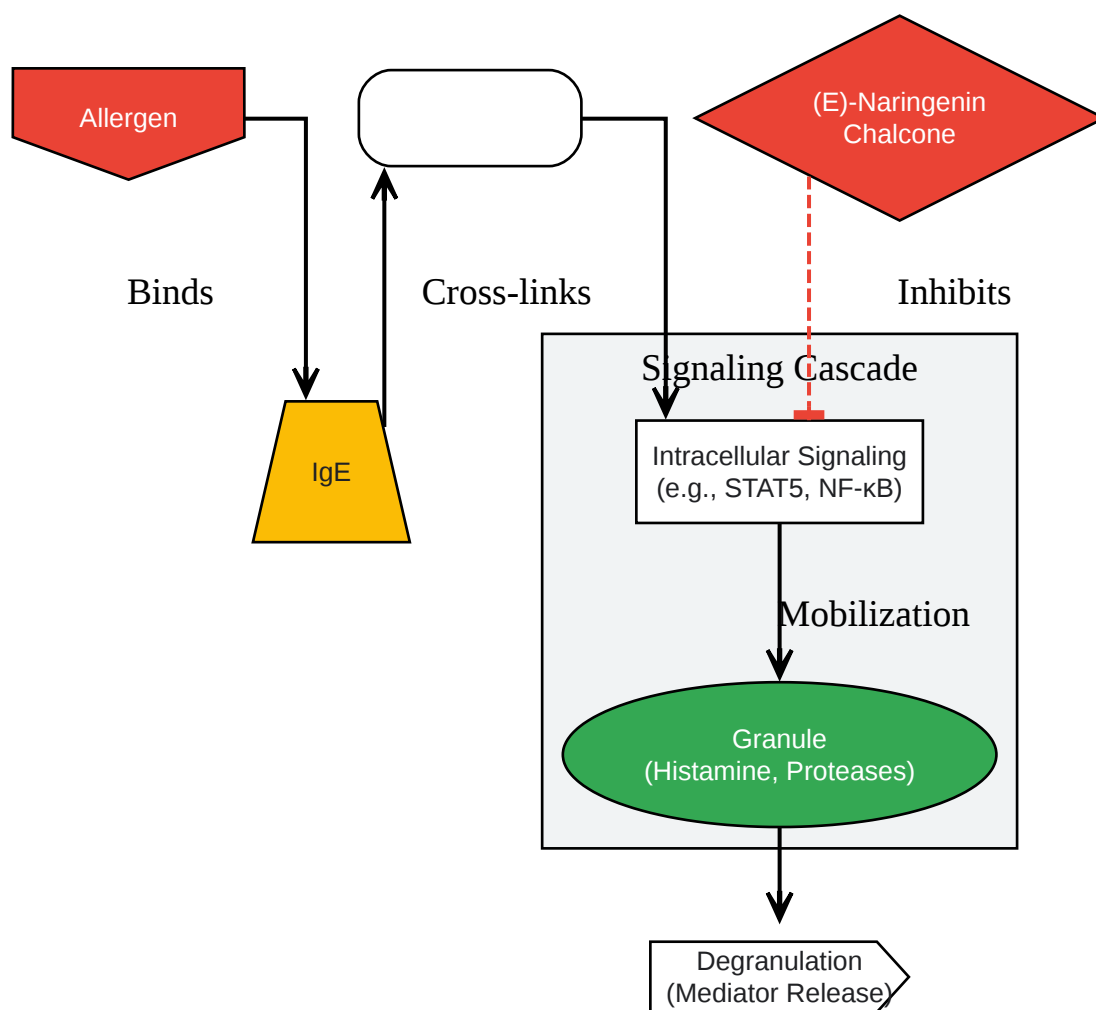 Allergen
(E)-Naringenin
Chalcone
Binds
Cross-links
Inhibits
Signaling Cascade
Intracellular Signaling
(e.g., STAT5, NF-κB)
IgE
Mobilization
Granule
(Histamine, Proteases)
Degranulation
(Mediator Release)